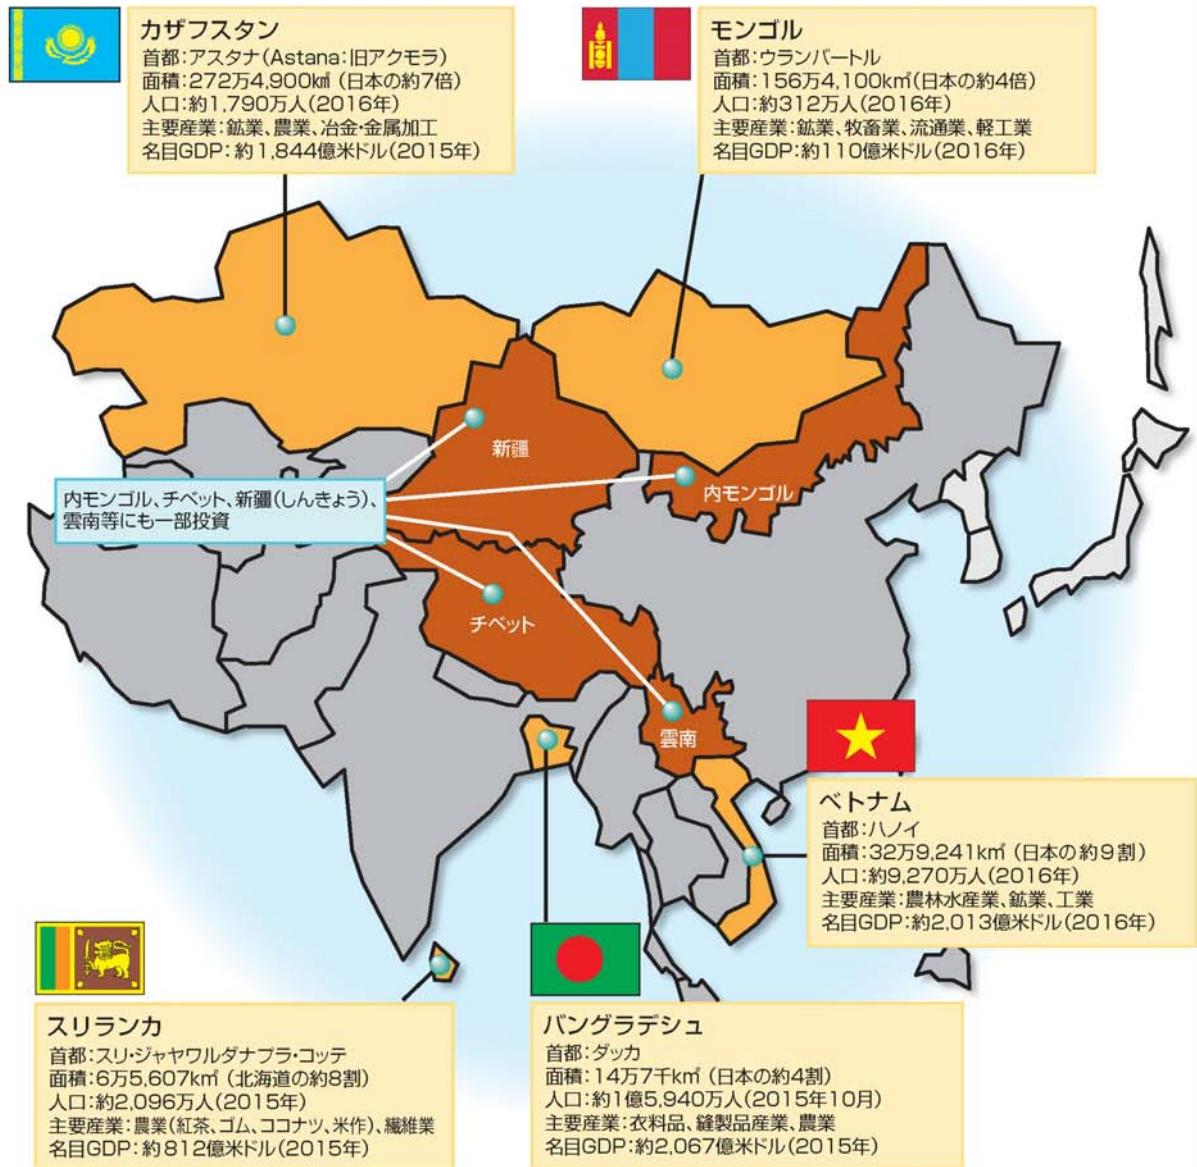 カザフスタン
首都：アスタナ（Astana：旧アクモラ）
面積：272万4,900㎢（日本の約7倍）
人口：約1,790万人（2016年）
主要産業：鉱業、農業、冶金・金属加工
名目GDP：約1,844億米ドル（2015年）
モンゴル
首都：ウランバートル
面積：156万4,100k㎡（日本の約4倍）
人口：約312万人（2016年）
主要産業：鉱業、牧畜業、流通業、軽工業
名目GDP：約110億米ドル（2016年）
新疆
内モンゴル
内モンゴル、チベット、新疆（しんきょう）、
雲南等にも一部投資
チベット
雲南
ベトナム
首都：ハノイ
面積：32万9,241k㎡（日本の約9割）
人口：約9,270万人（2016年）
主要産業：農林水産業、鉱業、工業
名目GDP：約2,013億米ドル（2016年）
スリランカ
首都：スリ・ジャヤワルダナプラ・コッテ
面積：6万5,607k㎡（北海道の約8割）
人口：約2,096万人（2015年）
主要産業：農業（紅茶、ゴム、ココナツ、米作）、繊維業
名目GDP：約812億米ドル（2015年）
バングラデシュ
首都：ダッカ
面積：14万7千k㎡（日本の約4割）
人口：約1億5,940万人（2015年10月）
主要産業：衣料品、縫製品産業、農業
名目GDP：約2,067億米ドル（2015年）